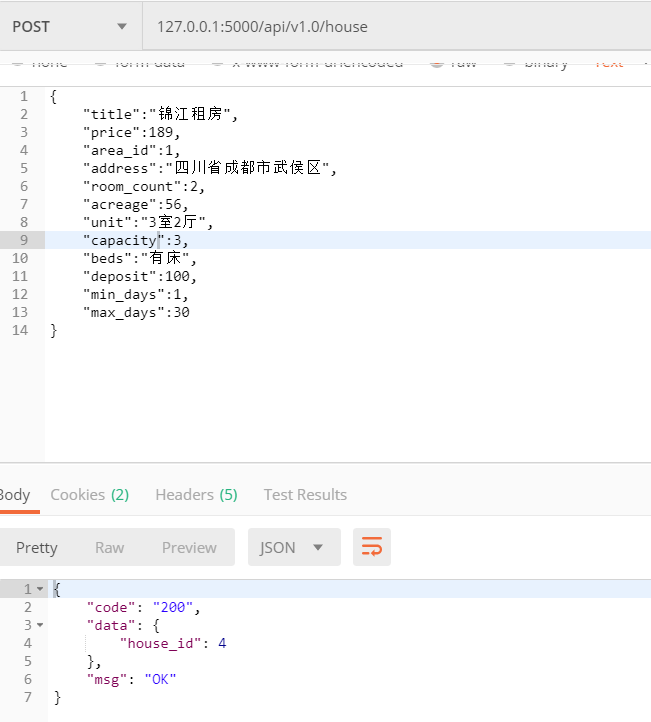 POST 127.0.0.1:5000/api/v1.0/house
none form-data x-www-form-urlencoded raw binary Text
1 {
2 "title":"锦江租房",
3 "price":189,
4 "area_id":1,
5 "address":"四川省成都市武侯区",
6 "room_count":2,
7 "acreage":56,
8 "unit":"3室2厅",
9 "capacity":3,
10 "beds":"有床",
11 "deposit":100,
12 "min_days":1,
13 "max_days":30
14 }
Body Cookies (2) Headers (5) Test Results
Pretty Raw Preview JSON
1 {
2 "code": "200",
3 "data": {
4 "house_id": 4
5 },
6 "msg": "OK"
7 }